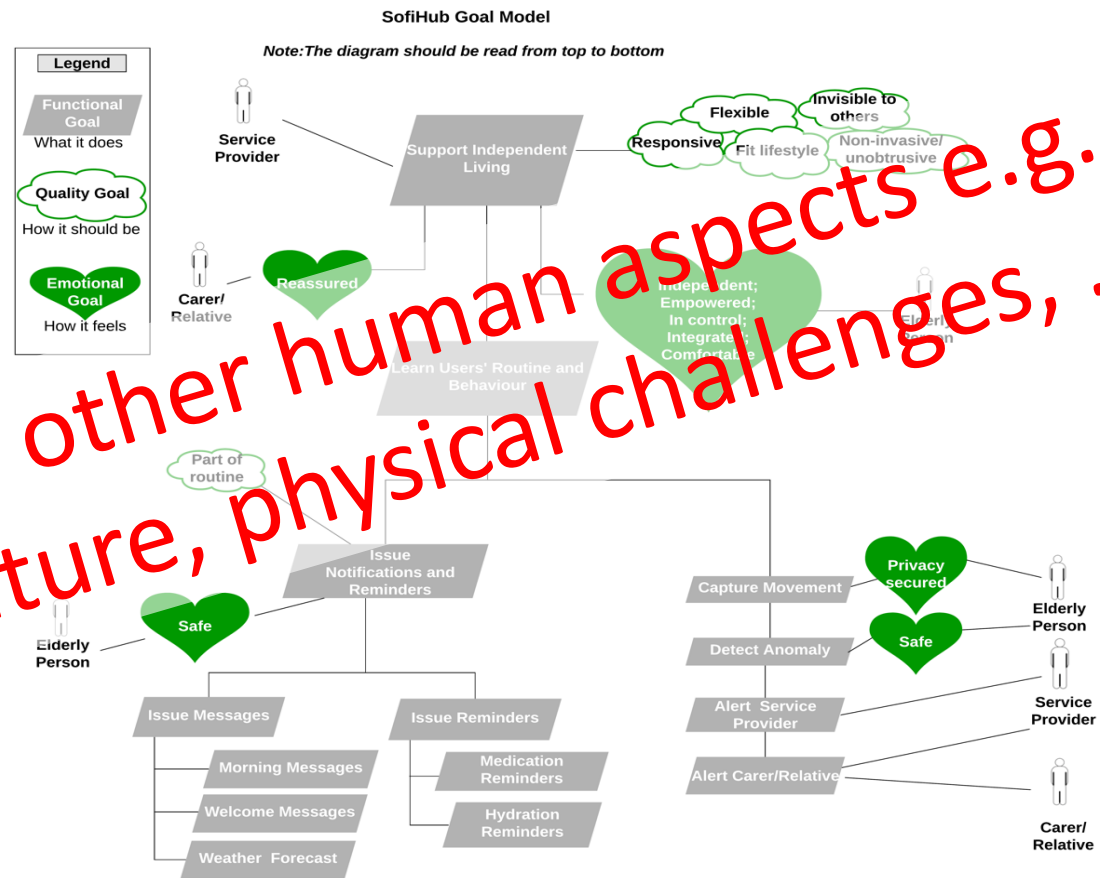 SofiHub Goal Model
Note:The diagram should be read from top to bottom
Legend
Functional
Goal
What it does
Quality Goal
How it should be
Emotional
Goal
How it feels
Service
Provider
Support Independent
Living
Flexible
Invisible to
others
Responsive
Fit lifestyle
Non-invasive/
unobtrusive
Carer/
Relative
Reassured
Independent;
Empowered;
In control;
Integrated;
Comfortable
Elderly
Person
Learn Users' Routine and
Behaviour
other human aspects e.g.
physical challenges, .
Part of
routine
Issue
Notifications and
Reminders
Safe
Elderly
Person
Issue Messages
Morning Messages
Welcome Messages
Weather Forecast
Issue Reminders
Medication
Reminders
Hydration
Reminders
Capture Movement
Privacy
secured
Elderly
Person
Detect Anomaly
Safe
Alert Service
Provider
Service
Provider
Alert Carer/Relative
Carer/
Relative